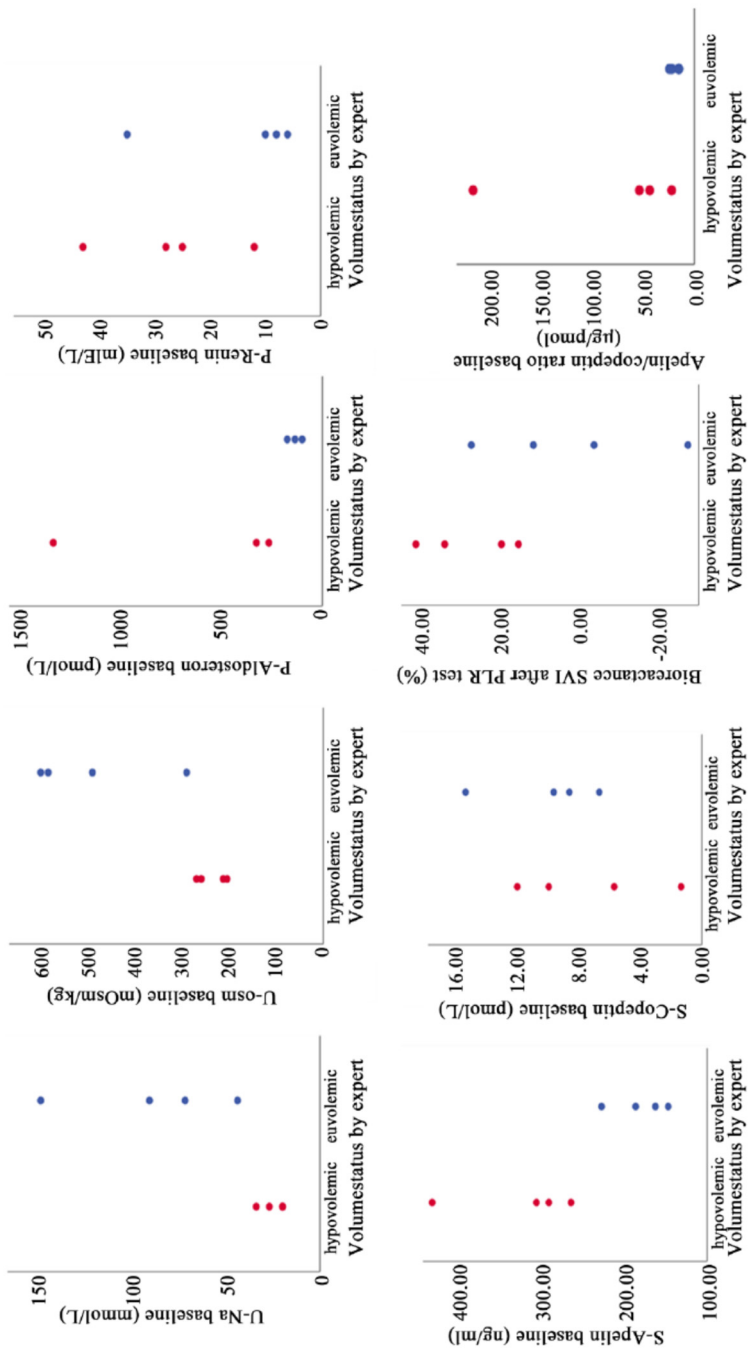 U-Na baseline (mmol/L)
150
100
50
0
hypovolemic euvolemic
Volumestatus by expert
U-osm baseline (mOsm/kg)
600
500
400
300
200
100
0
hypovolemic euvolemic
Volumestatus by expert
P-Aldosteron baseline (pmol/L)
1500
1000
500
0
hypovolemic euvolemic
Volumestatus by expert
P-Renin baseline (mIE/L)
50
40
30
20
10
0
hypovolemic euvolemic
Volumestatus by expert
S-Apelin baseline (ng/ml)
400.00
300.00
200.00
100.00
hypovolemic euvolemic
Volumestatus by expert
S-Copeptin baseline (pmol/L)
16.00
12.00
8.00
4.00
0.00
hypovolemic euvolemic
Volumestatus by expert
Bioreactance SVI after PLR test (%)
40.00
20.00
0.00
-20.00
hypovolemic euvolemic
Volumestatus by expert
Apelin/copeptin ratio baseline
(µg/pmol)
200.00
150.00
100.00
50.00
0.00
hypovolemic euvolemic
Volumestatus by expert